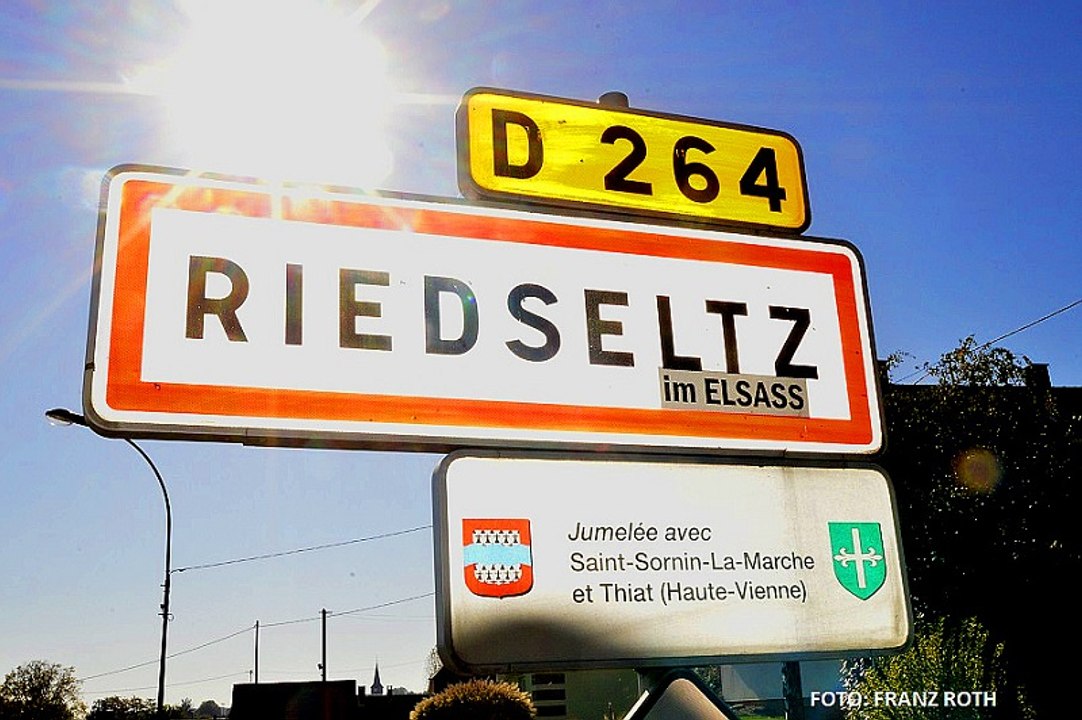 D 264
RIEDSELTZ
im ELSASS
Jumelée avec
Saint-Sornin-La-Marche
et Thiat (Haute-Vienne)
FOTO: FRANZ ROTH